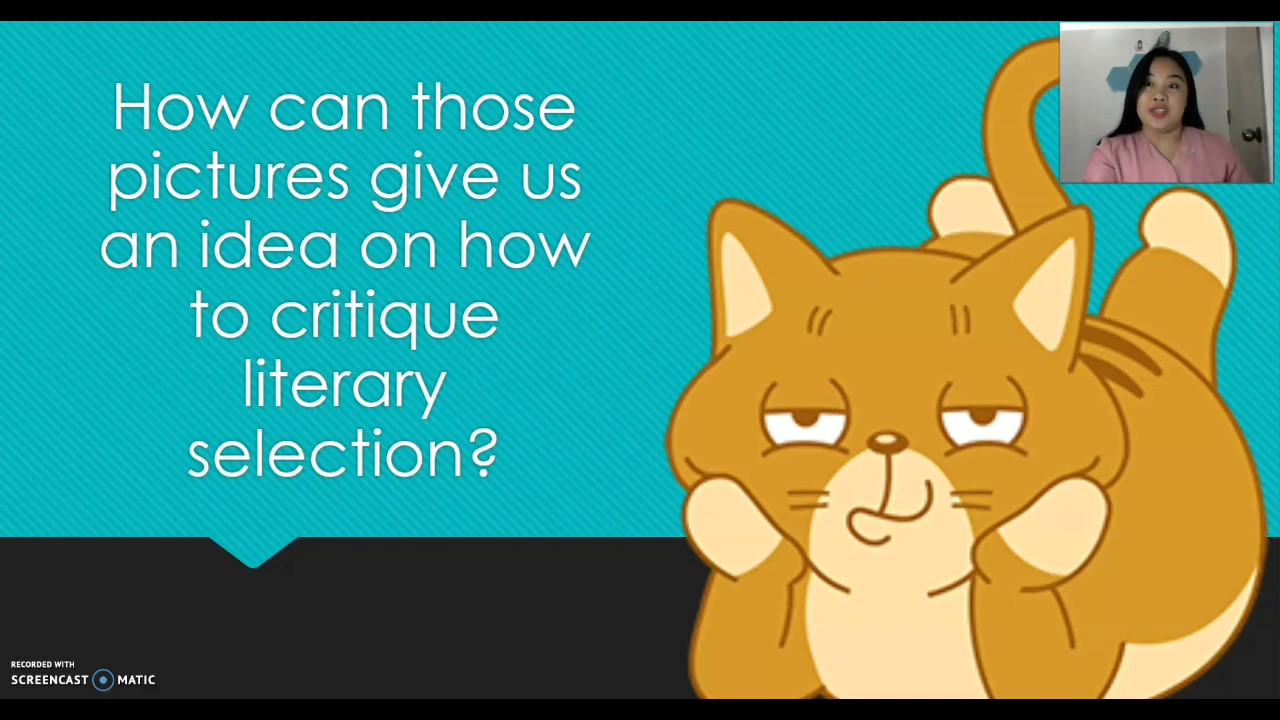 How can those
pictures give us
an idea on how
to critique
literary
selection?
RECORDED WITH
SCREENCAST MATIC